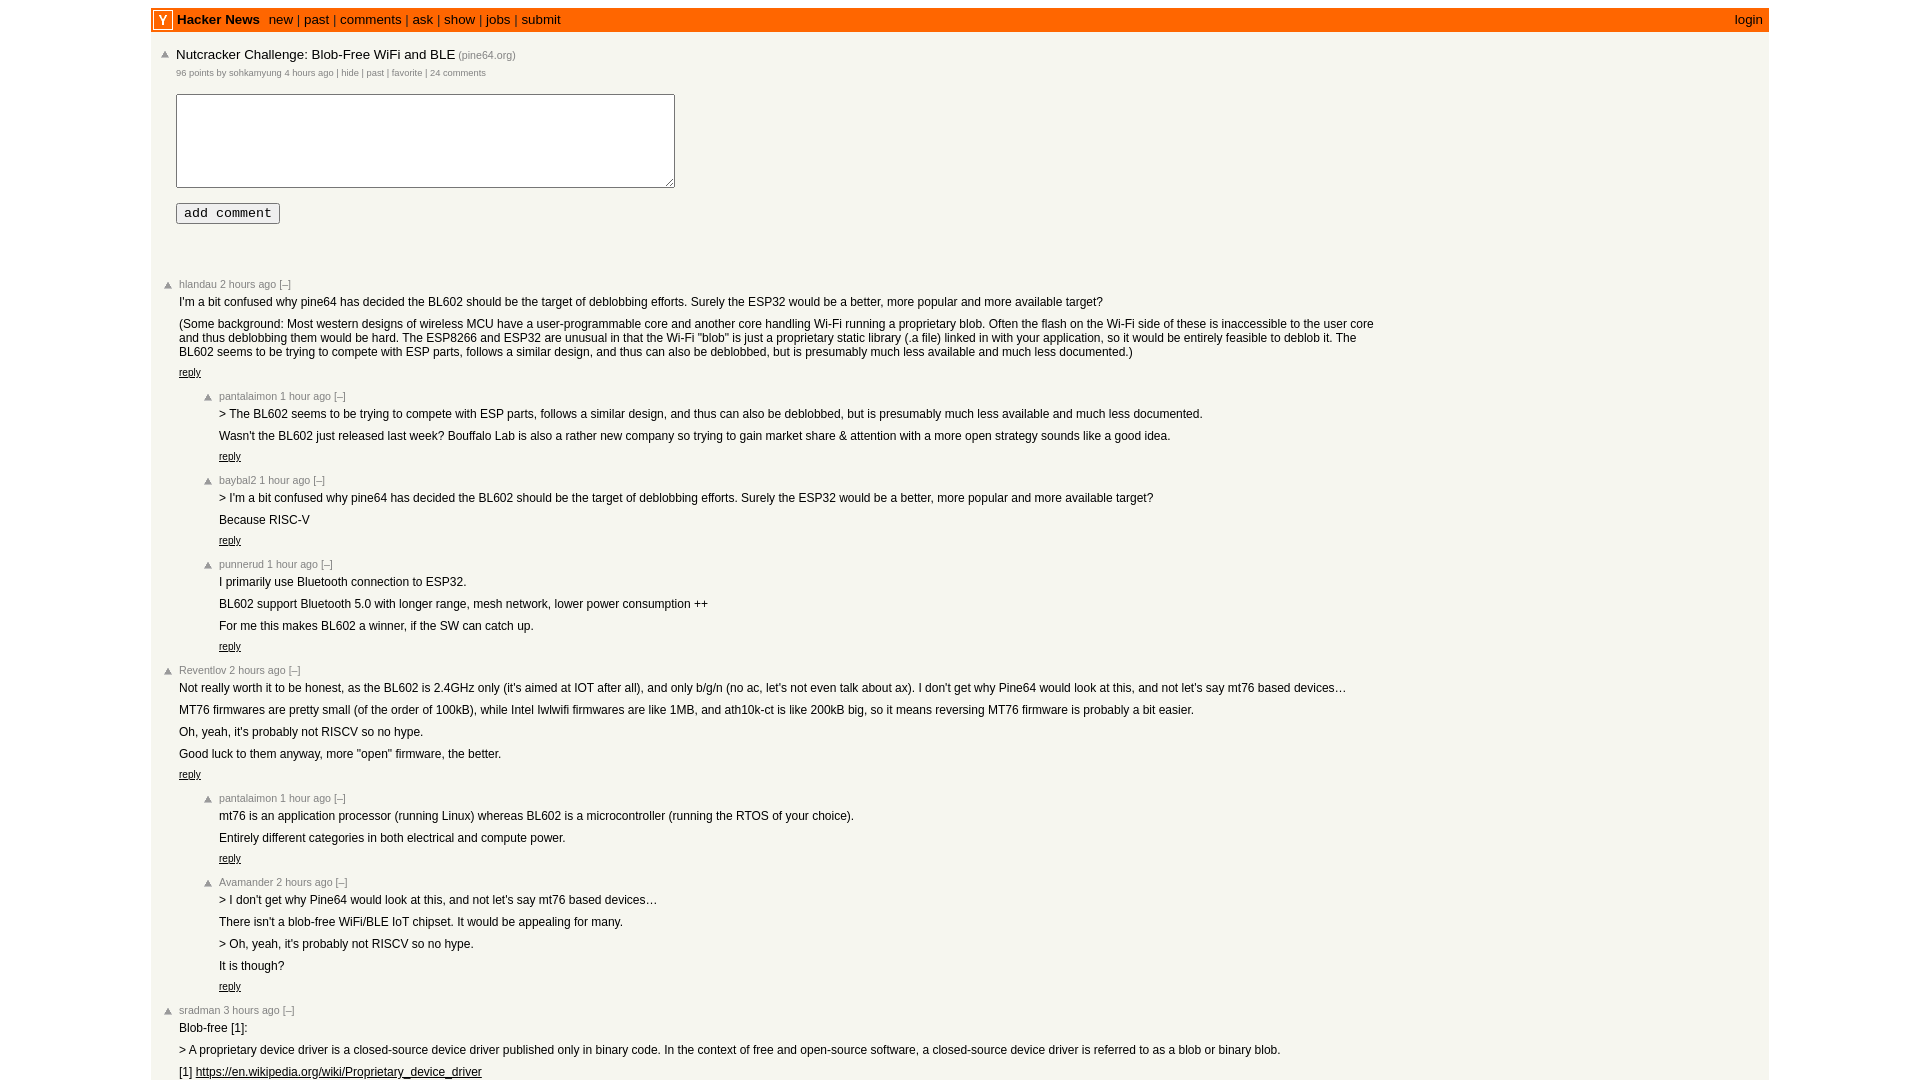 Y Hacker News new | past | comments | ask | show | jobs | submit login
Nutcracker Challenge: Blob-Free WiFi and BLE (pine64.org)
96 points by sohkamyung 4 hours ago | hide | past | favorite | 24 comments
add comment
hlandau 2 hours ago [–]
I'm a bit confused why pine64 has decided the BL602 should be the target of deblobbing efforts. Surely the ESP32 would be a better, more popular and more available target?
(Some background: Most western designs of wireless MCU have a user-programmable core and another core handling Wi-Fi running a proprietary blob. Often the flash on the Wi-Fi side of these is inaccessible to the user core
and thus deblobbing them would be hard. The ESP8266 and ESP32 are unusual in that the Wi-Fi "blob" is just a proprietary static library (.a file) linked in with your application, so it would be entirely feasible to deblob it. The
BL602 seems to be trying to compete with ESP parts, follows a similar design, and thus can also be deblobbed, but is presumably much less available and much less documented.)
reply
pantalaimon 1 hour ago [–]
> The BL602 seems to be trying to compete with ESP parts, follows a similar design, and thus can also be deblobbed, but is presumably much less available and much less documented.
Wasn't the BL602 just released last week? Bouffalo Lab is also a rather new company so trying to gain market share & attention with a more open strategy sounds like a good idea.
reply
baybal2 1 hour ago [–]
> I'm a bit confused why pine64 has decided the BL602 should be the target of deblobbing efforts. Surely the ESP32 would be a better, more popular and more available target?
Because RISC-V
reply
punnerud 1 hour ago [–]
I primarily use Bluetooth connection to ESP32.
BL602 support Bluetooth 5.0 with longer range, mesh network, lower power consumption ++
For me this makes BL602 a winner, if the SW can catch up.
reply
Reventlov 2 hours ago [–]
Not really worth it to be honest, as the BL602 is 2.4GHz only (it's aimed at IOT after all), and only b/g/n (no ac, let's not even talk about ax). I don't get why Pine64 would look at this, and not let's say mt76 based devices…
MT76 firmwares are pretty small (of the order of 100kB), while Intel Iwlwifi firmwares are like 1MB, and ath10k-ct is like 200kB big, so it means reversing MT76 firmware is probably a bit easier.
Oh, yeah, it's probably not RISCV so no hype.
Good luck to them anyway, more "open" firmware, the better.
reply
pantalaimon 1 hour ago [–]
mt76 is an application processor (running Linux) whereas BL602 is a microcontroller (running the RTOS of your choice).
Entirely different categories in both electrical and compute power.
reply
Avamander 2 hours ago [–]
> I don't get why Pine64 would look at this, and not let's say mt76 based devices…
There isn't a blob-free WiFi/BLE IoT chipset. It would be appealing for many.
> Oh, yeah, it's probably not RISCV so no hype.
It is though?
reply
sradman 3 hours ago [–]
Blob-free [1]:
> A proprietary device driver is a closed-source device driver published only in binary code. In the context of free and open-source software, a closed-source device driver is referred to as a blob or binary blob.
[1] https://en.wikipedia.org/wiki/Proprietary_device_driver